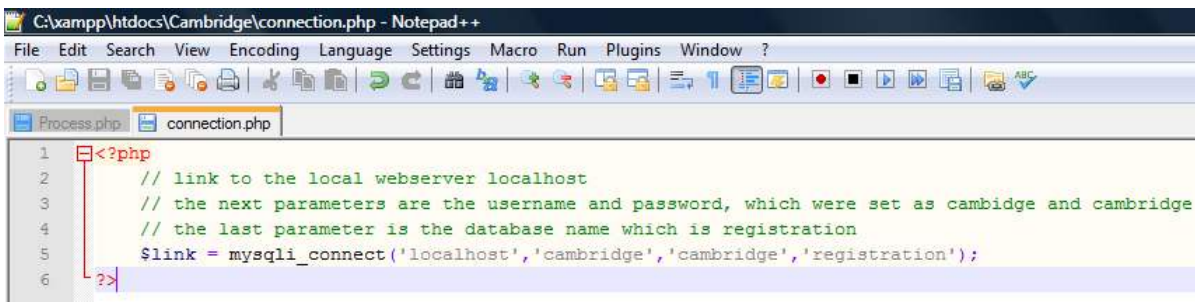 C:\xampp\htdocs\Cambridge\connection.php - Notepad++
File Edit Search View Encoding Language Settings Macro Run Plugins Window ?
ABC
Process.php connection.php
1 <?php
2 // link to the local webserver localhost
3 // the next parameters are the username and password, which were set as cambidge and cambridge
4 // the last parameter is the database name which is registration
5 $link = mysqli_connect('localhost','cambridge','cambridge','registration');
6 ?>